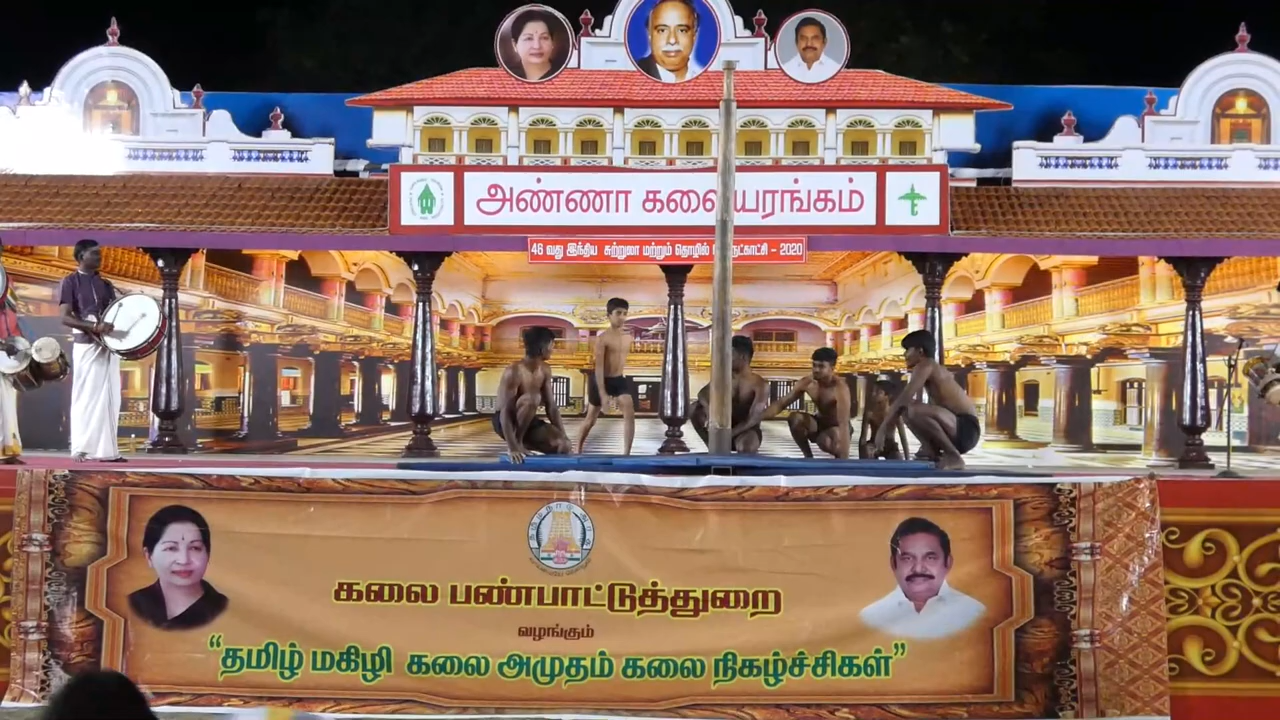 அண்ணா கலையரங்கம்
46 வது இந்திய சுற்றுலா மற்றும் தொழில் - 2020
கலை பண்பாட்டுத்துறை
வழங்கும்
“தமிழ் மகிழி கலை அமுதம் கலை நிகழ்ச்சிகள்”